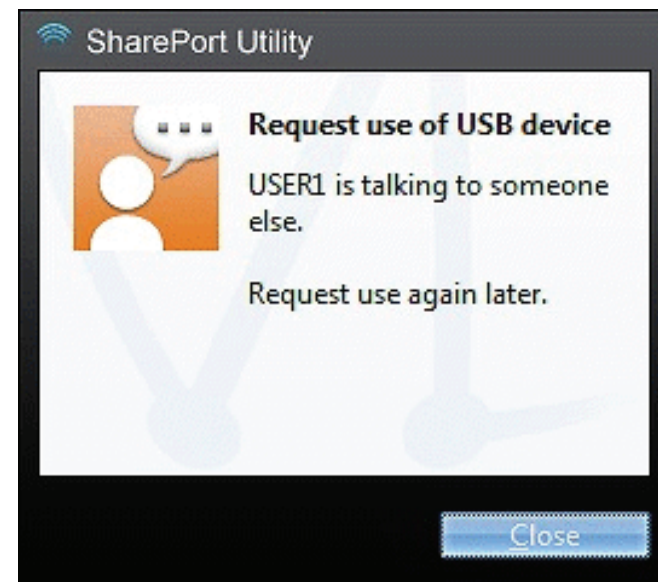 SharePort Utility
Request use of USB device
USER1 is talking to someone
else.
Request use again later.
Close